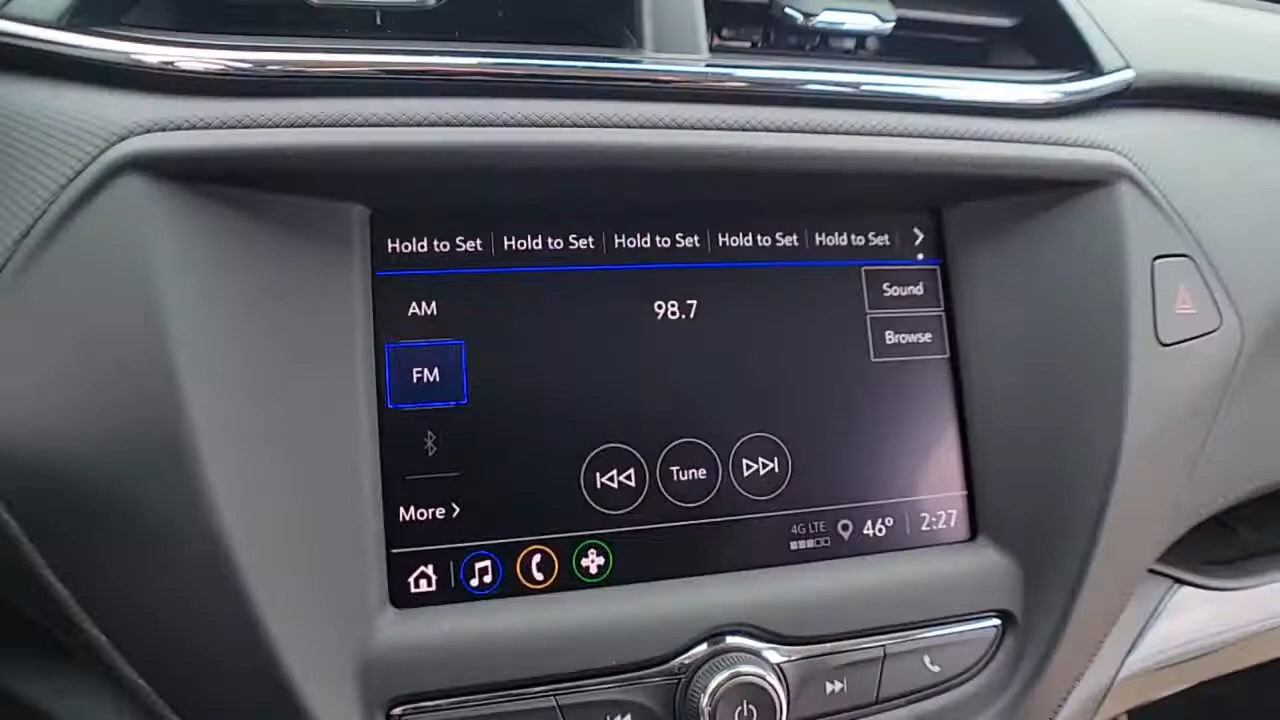 Hold to Set Hold to Set Hold to Set Hold to Set Hold to Set
AM
98.7
Sound
Browse
FM
Tune
More
4G LTE
46° 2:27